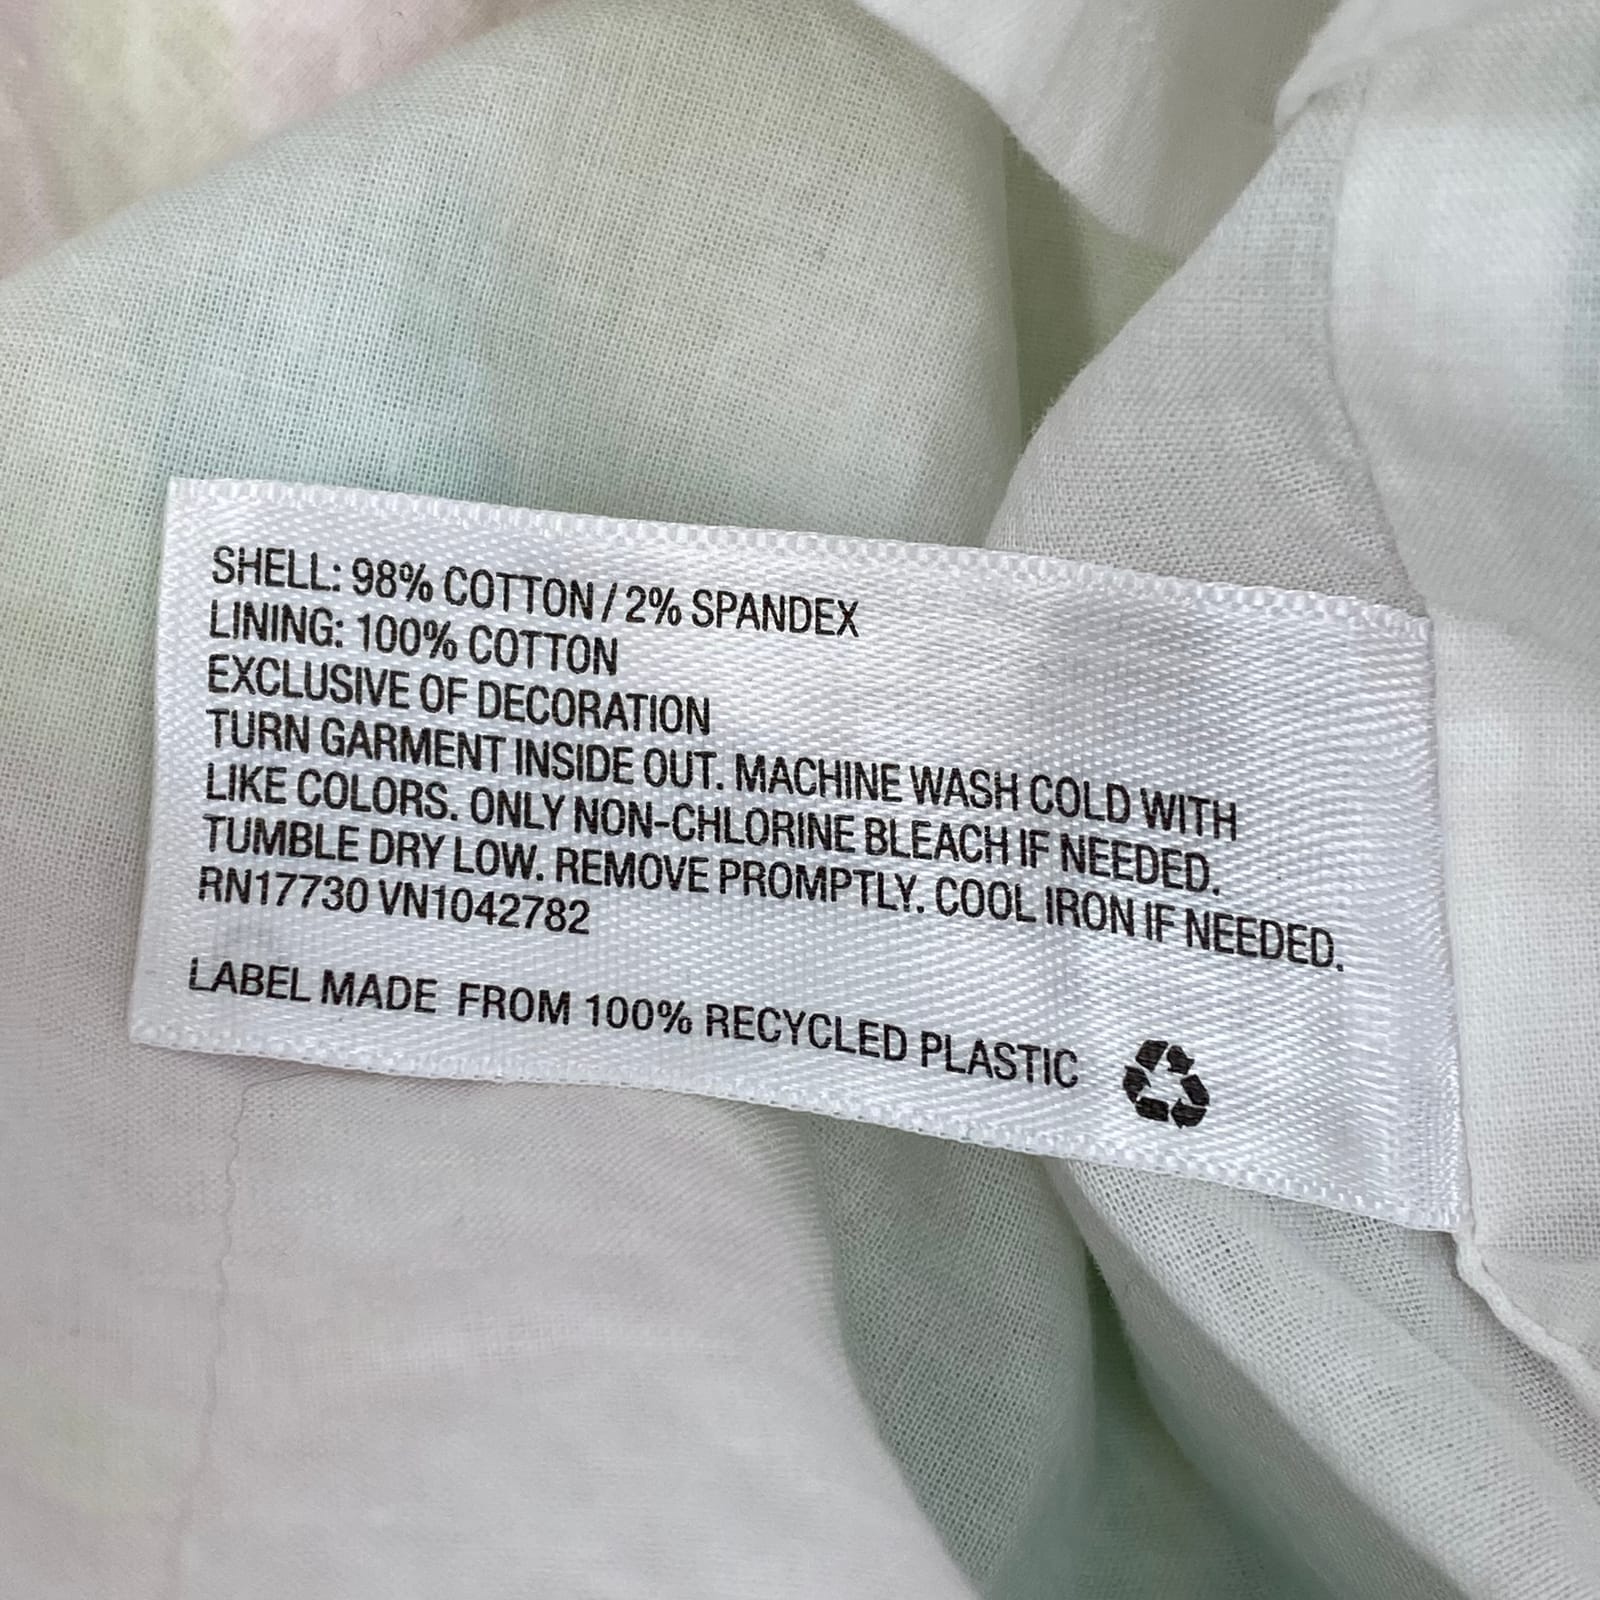 SHELL: 98% COTTON / 2% SPANDEX
LINING: 100% COTTON
EXCLUSIVE OF DECORATION
TURN GARMENT INSIDE OUT. MACHINE WASH COLD WITH
LIKE COLORS. ONLY NON-CHLORINE BLEACH IF NEEDED.
TUMBLE DRY LOW. REMOVE PROMPTLY. COOL IRON IF NEEDED.
RN17730 VN1042782
LABEL MADE FROM 100% RECYCLED PLASTIC